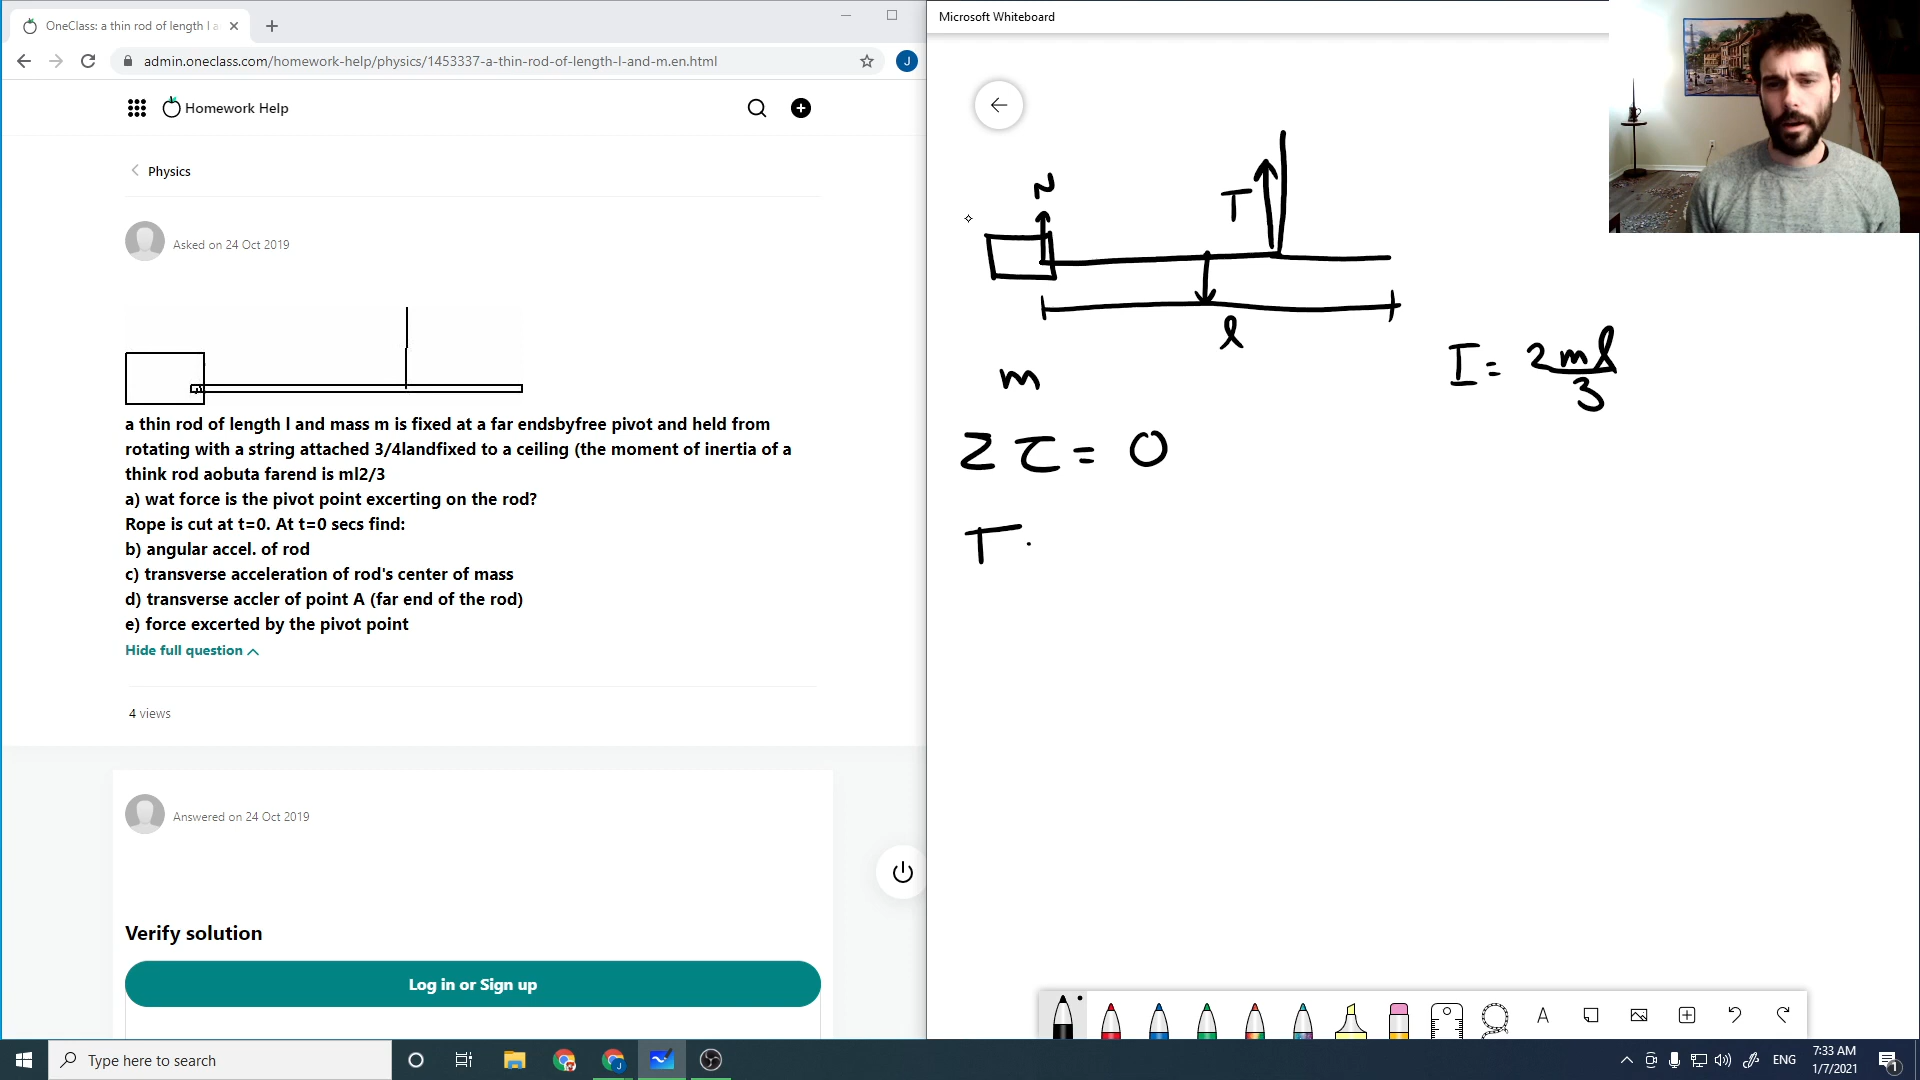 OneClass: a thin rod of length l a
admin.oneclass.com/homework-help/physics/1453337-a-thin-rod-of-length-l-and-m.en.html
J
Homework Help
Physics
Asked on 24 Oct 2019
a thin rod of length l and mass m is fixed at a far endsbyfree pivot and held from
rotating with a string attached 3/4landfixed to a ceiling (the moment of inertia of a
think rod aobuta farend is ml2/3
a) wat force is the pivot point excerting on the rod?
Rope is cut at t=0. At t=0 secs find:
b) angular accel. of rod
c) transverse acceleration of rod's center of mass
d) transverse accler of point A (far end of the rod)
e) force excerted by the pivot point
Hide full question
4 views
Answered on 24 Oct 2019
Verify solution
Log in or Sign up
Microsoft Whiteboard
N
T
l
m
I = 2ml/3
Σ τ = 0
T ·
A
Type here to search
J
ENG
7:33 AM
1/7/2021
1